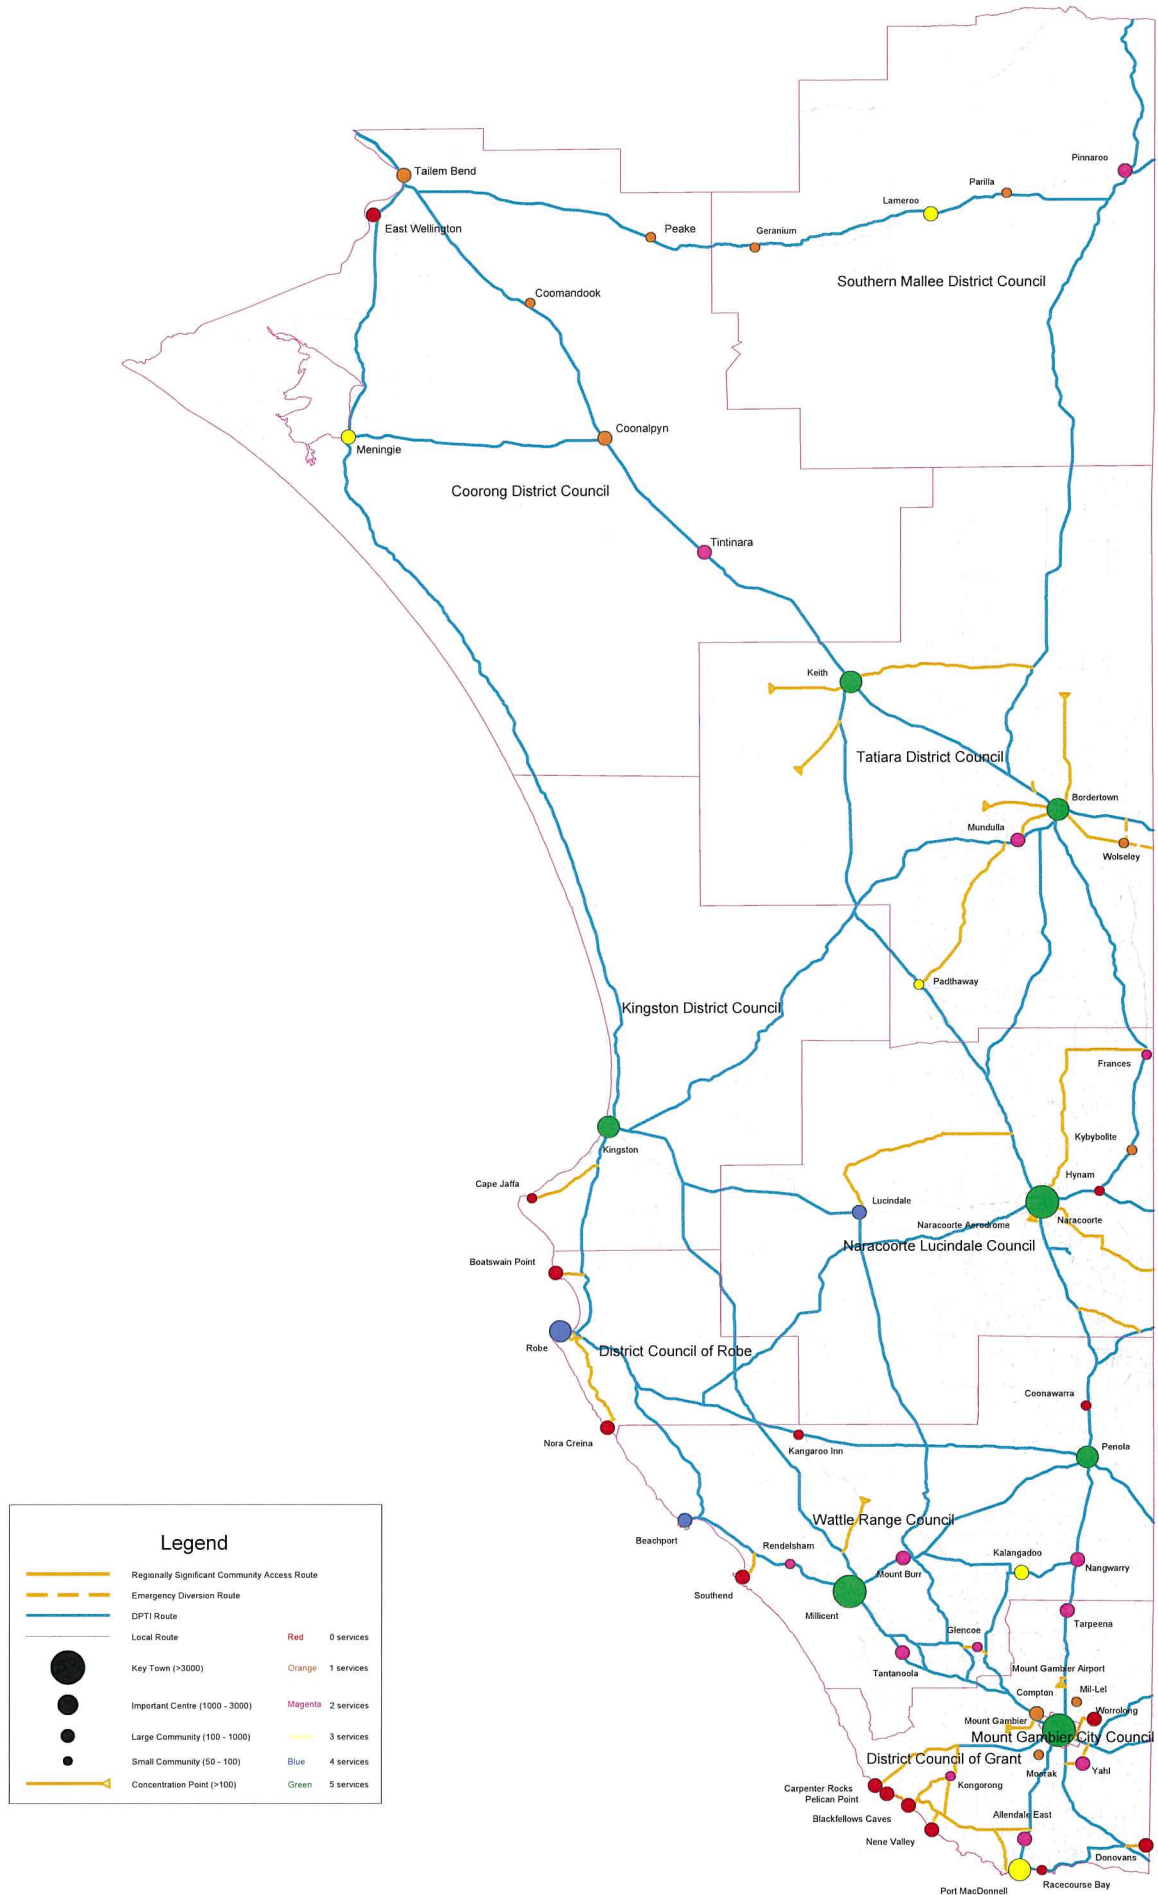 Pinnaroo
Tailem Bend
Parilla
Lameroo
East Wellington
Peake
Geranium
Southern Mallee District Council
Coomandook
Coonalpyn
Meningie
Coorong District Council
Tintinara
Keith
Tatiara District Council
Bordertown
Mundulla
Wolseley
Padthaway
Kingston District Council
Frances
Kybybolite
Kingston
Hynam
Cape Jaffa
Lucindale
Naracoorte Aerodrome
Naracoorte
Naracoorte Lucindale Council
Boatswain Point
Robe
District Council of Robe
Coonawarra
Nora Creina
Kangaroo Inn
Penola
Wattle Range Council
Beachport
Rendelsham
Kalangadoo
Mount Burr
Nangwarry
Southend
Millicent
Tarpeena
Glencoe
Tantanoola
Mount Gambier Airport
Compton
Mil-Lel
Worrolong
Mount Gambier
Mount Gambier City Council
District Council of Grant
Moorak
Yahl
Carpenter Rocks
Kongorong
Pelican Point
Blackfellows Caves
Allendale East
Nene Valley
Donovans
Racecourse Bay
Port MacDonnell
Legend
Regionally Significant Community Access Route
Emergency Diversion Route
DPTI Route
Local Route
Red 0 services
Key Town (>3000)
Orange 1 services
Important Centre (1000 - 3000)
Magenta 2 services
Large Community (100 - 1000)
3 services
Small Community (50 - 100)
Blue 4 services
Concentration Point (>100)
Green 5 services